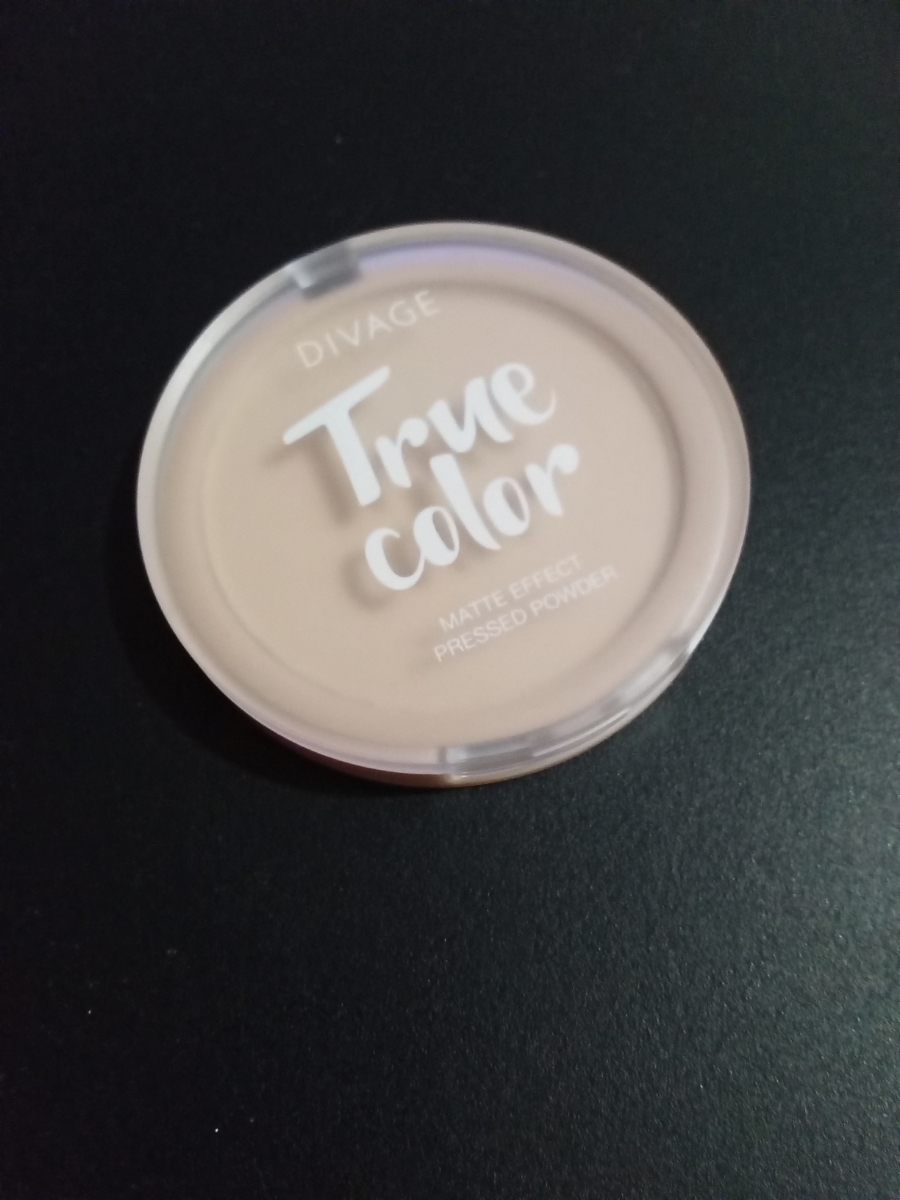 DIVAGE
True
color
MATTE EFFECT
PRESSED POWDER